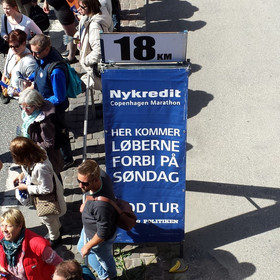 18 KM
Nykredit
Copenhagen Marathon
HER KOMMER
LØBERNE
FORBI PÅ
SØNDAG
OD TUR
POLITIKEN